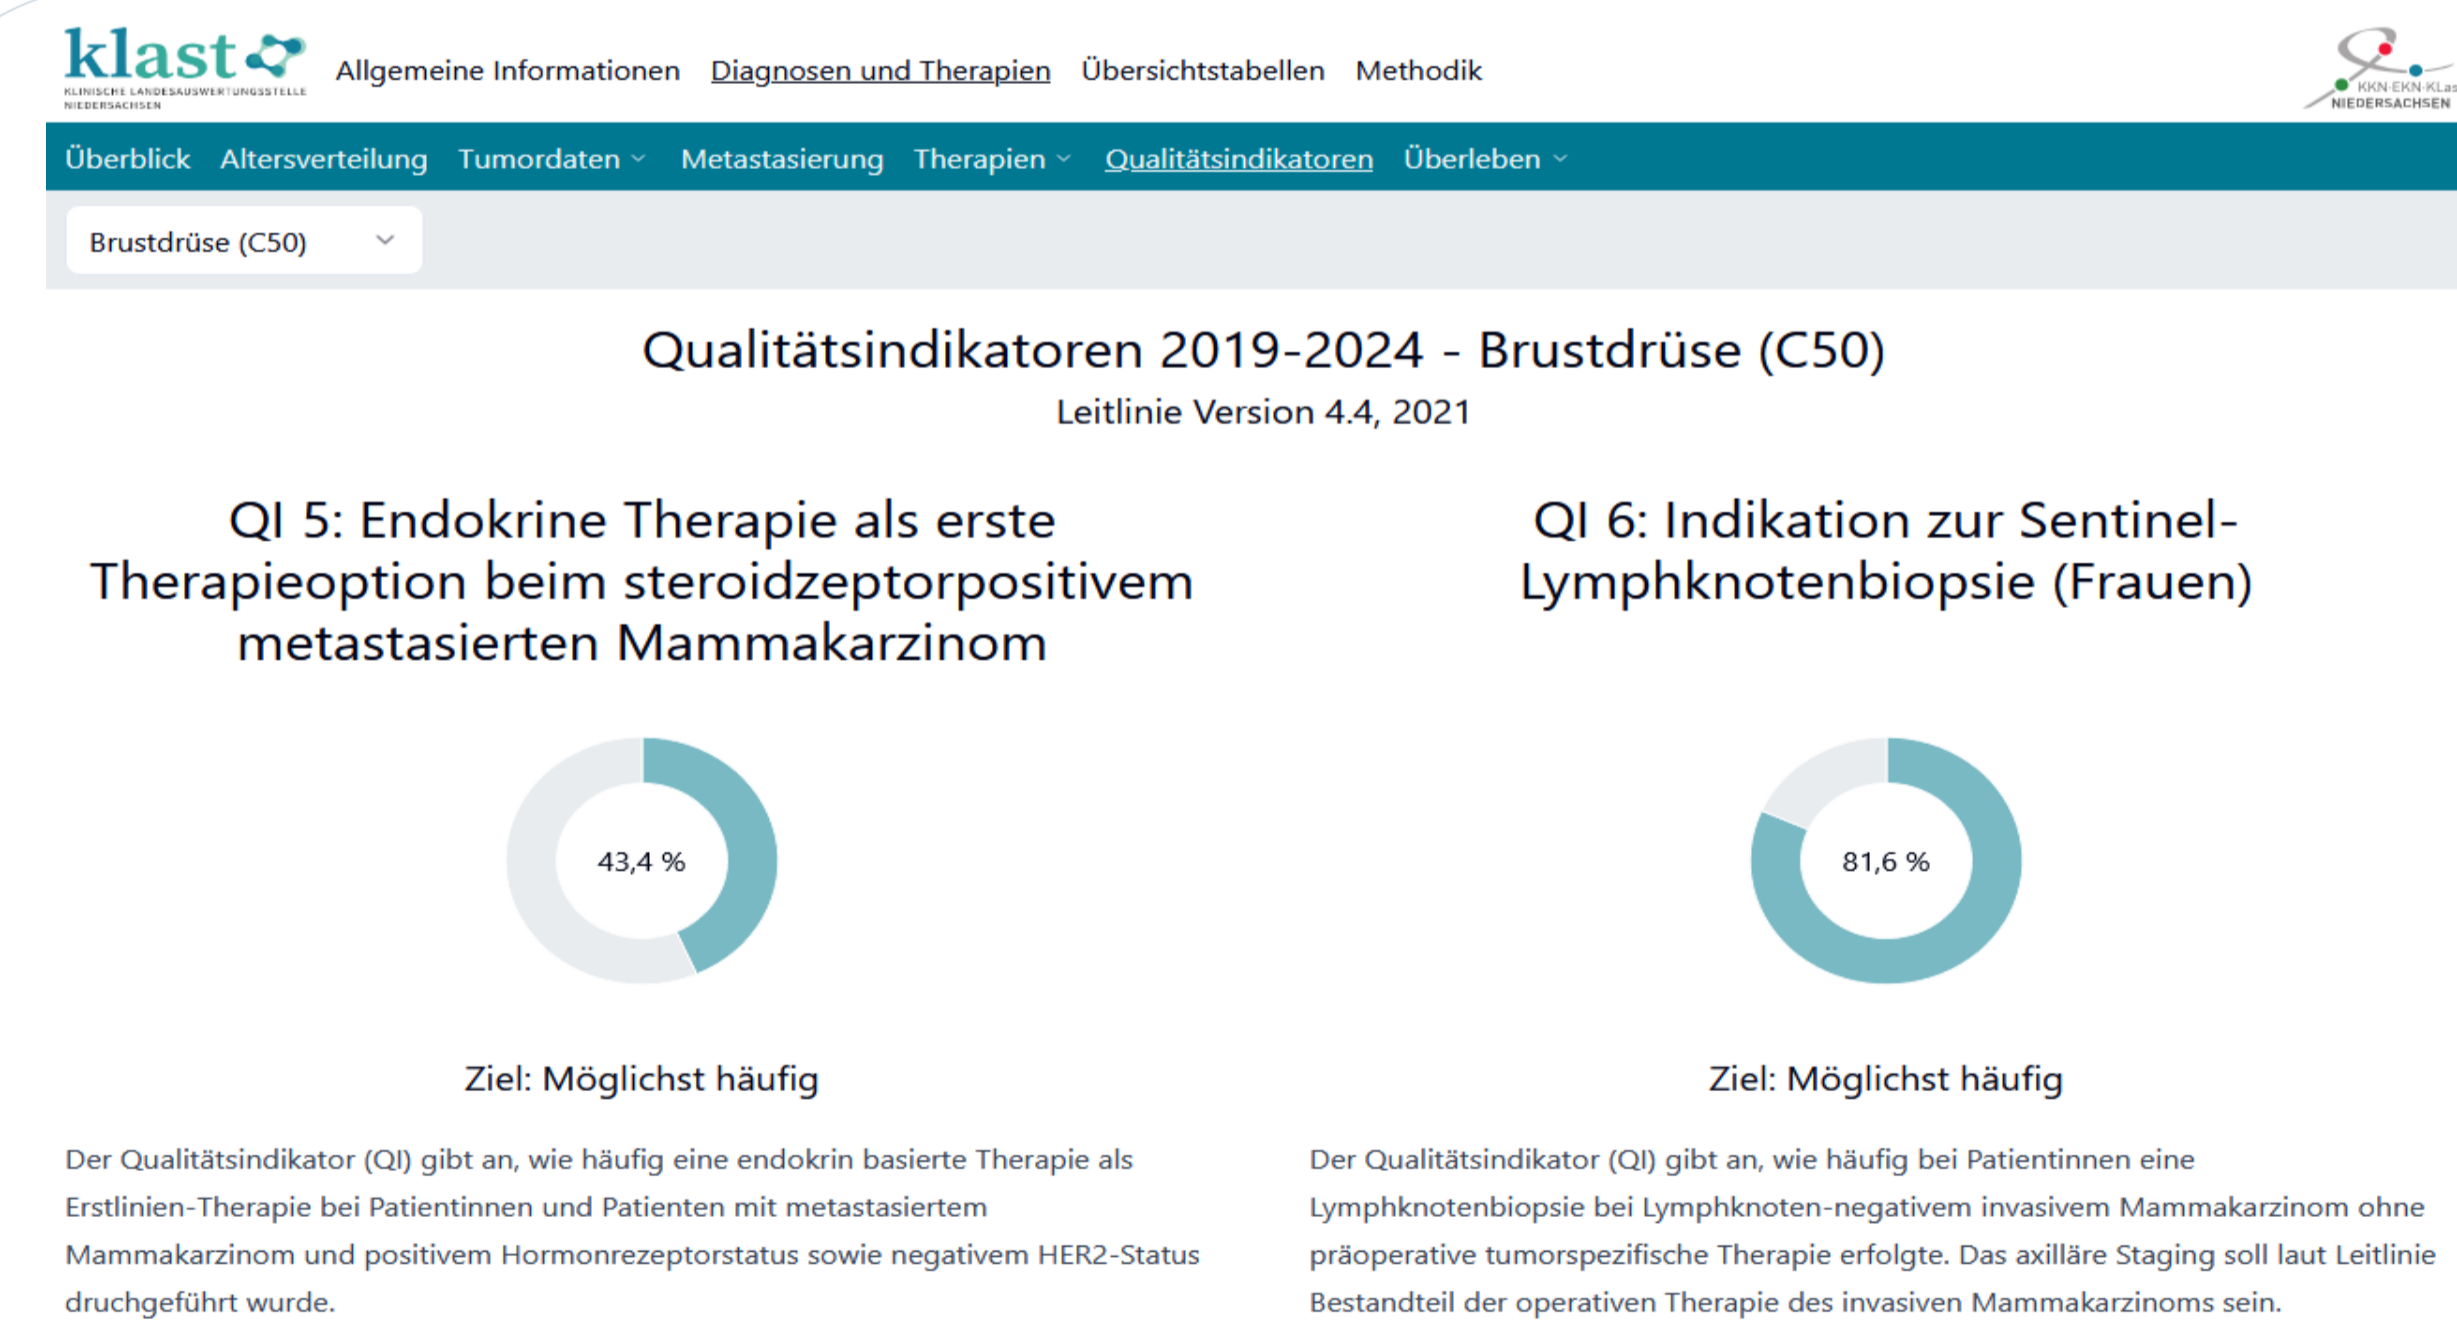 klast
KLINISCHE LANDESAUSWERTUNGSSTELLE
NIEDERSACHSEN
Allgemeine Informationen Diagnosen und Therapien Übersichtstabellen Methodik
KKN-EKN-KLas
NIEDERSACHSEN
Überblick Altersverteilung Tumordaten Metastasierung Therapien Qualitätsindikatoren Überleben
Brustdrüse (C50)
Qualitätsindikatoren 2019-2024 - Brustdrüse (C50)
Leitlinie Version 4.4, 2021
QI 5: Endokrine Therapie als erste
Therapieoption beim steroidzeptorpositivem
metastasierten Mammakarzinom
43,4 %
Ziel: Möglichst häufig
Der Qualitätsindikator (QI) gibt an, wie häufig eine endokrin basierte Therapie als
Erstlinien-Therapie bei Patientinnen und Patienten mit metastasiertem
Mammakarzinom und positivem Hormonrezeptorstatus sowie negativem HER2-Status
druchgeführt wurde.
QI 6: Indikation zur Sentinel-
Lymphknotenbiopsie (Frauen)
81,6 %
Ziel: Möglichst häufig
Der Qualitätsindikator (QI) gibt an, wie häufig bei Patientinnen eine
Lymphknotenbiopsie bei Lymphknoten-negativem invasivem Mammakarzinom ohne
präoperative tumorspezifische Therapie erfolgte. Das axilläre Staging soll laut Leitlinie
Bestandteil der operativen Therapie des invasiven Mammakarzinoms sein.